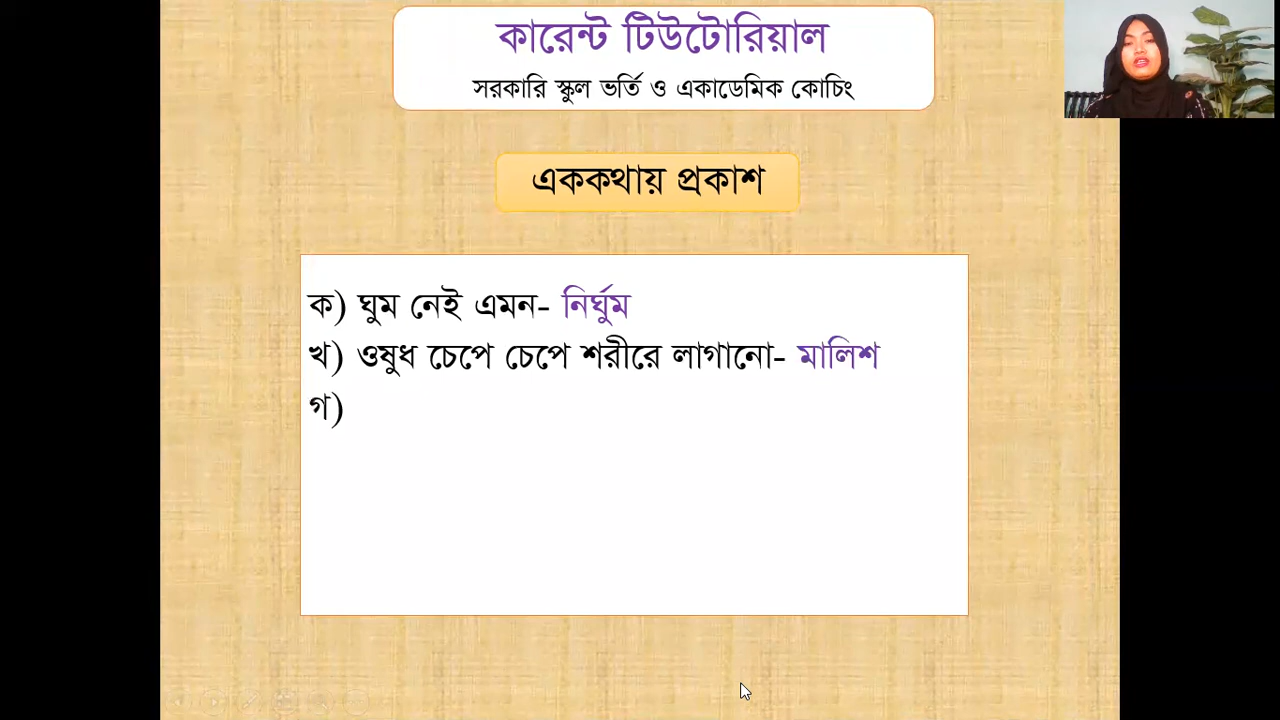 কারেন্ট টিউটোরিয়াল
সরকারি স্কুল ভর্তি ও একাডেমিক কোচিং
এককথায় প্রকাশ
ক) ঘুম নেই এমন- নির্ঘুম
খ) ওষুধ চেপে চেপে শরীরে লাগানো- মালিশ
গ)